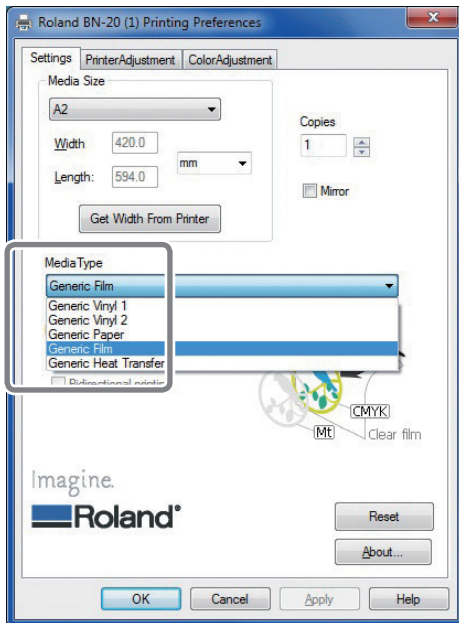 Roland BN-20 (1) Printing Preferences
Settings PrinterAdjustment ColorAdjustment
Media Size
A2
Width 420.0
mm
Length: 594.0
Get Width From Printer
Copies
1
Mirror
MediaType
Generic Film
Generic Vinyl 1
Generic Vinyl 2
Generic Paper
Generic Film
Generic Heat Transfer
Bidirectional printing
CMYK
Mt Clear film
Imagine.
Roland®
Reset
About...
OK Cancel Apply Help